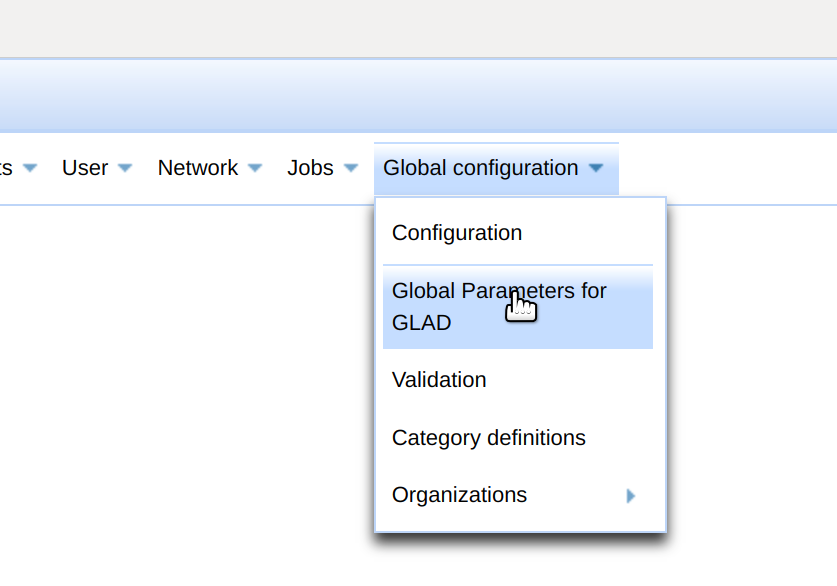 ts User Network Jobs Global configuration
Configuration
Global Parameters for
GLAD
Validation
Category definitions
Organizations